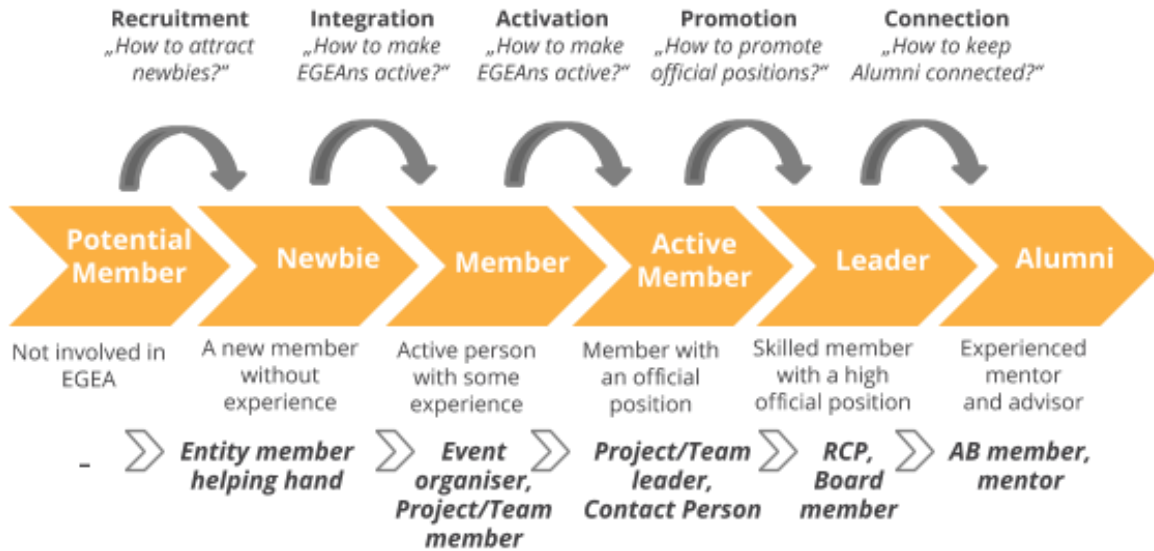 Recruitment
„How to attract
newbies?“
Integration
„How to make
EGEAns active?“
Activation
„How to make
EGEAns active?“
Promotion
„How to promote
official positions?“
Connection
„How to keep
Alumni connected?“
Potential
Member
Newbie
Member
Active
Member
Leader
Alumni
Not involved in
EGEA
A new member
without
experience
Active person
with some
experience
Member with
an official
position
Skilled member
with a high
official position
Experienced
mentor
and advisor
–
Entity member
helping hand
Event
organiser,
Project/Team
member
Project/Team
leader,
Contact Person
RCP,
Board
member
AB member,
mentor